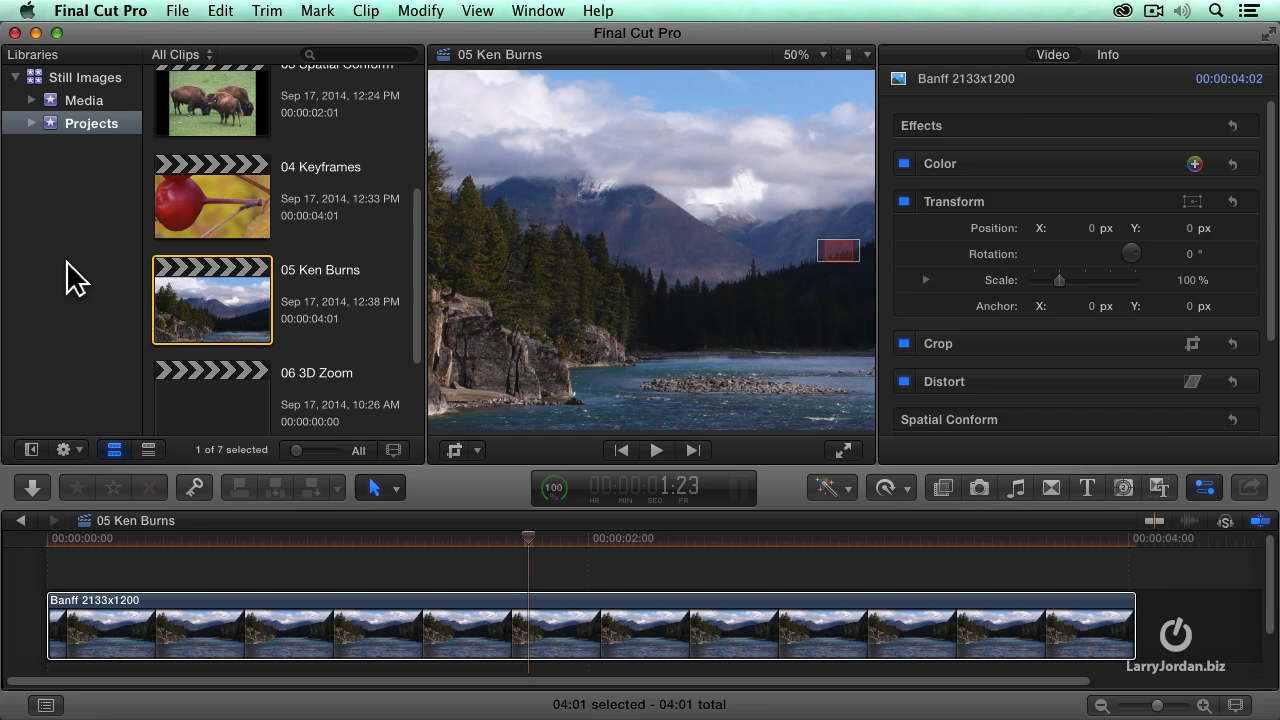 Final Cut Pro File Edit Trim Mark Clip Modify View Window Help
Final Cut Pro
Libraries
All Clips
05 Ken Burns
50%
Video
Info
Still Images
Media
Projects
03 Spatial Conform
Sep 17, 2014, 12:24 PM
00:00:02:01
04 Keyframes
Sep 17, 2014, 12:33 PM
00:00:04:01
05 Ken Burns
Sep 17, 2014, 12:38 PM
00:00:04:01
06 3D Zoom
Sep 17, 2014, 10:26 AM
00:00:00:00
1 of 7 selected
All
Banff 2133x1200
00:00:04:02
Effects
Color
Transform
Position: X: 0 px Y: 0 px
Rotation: 0 °
Scale: 100 %
Anchor: X: 0 px Y: 0 px
Crop
Distort
Spatial Conform
100
%
00:00:01:23
HR MIN SEC FR
T
05 Ken Burns
00:00:00:00
00:00:02:00
00:00:04:00
Banff 2133x1200
LarryJordan.biz
04:01 selected - 04:01 total